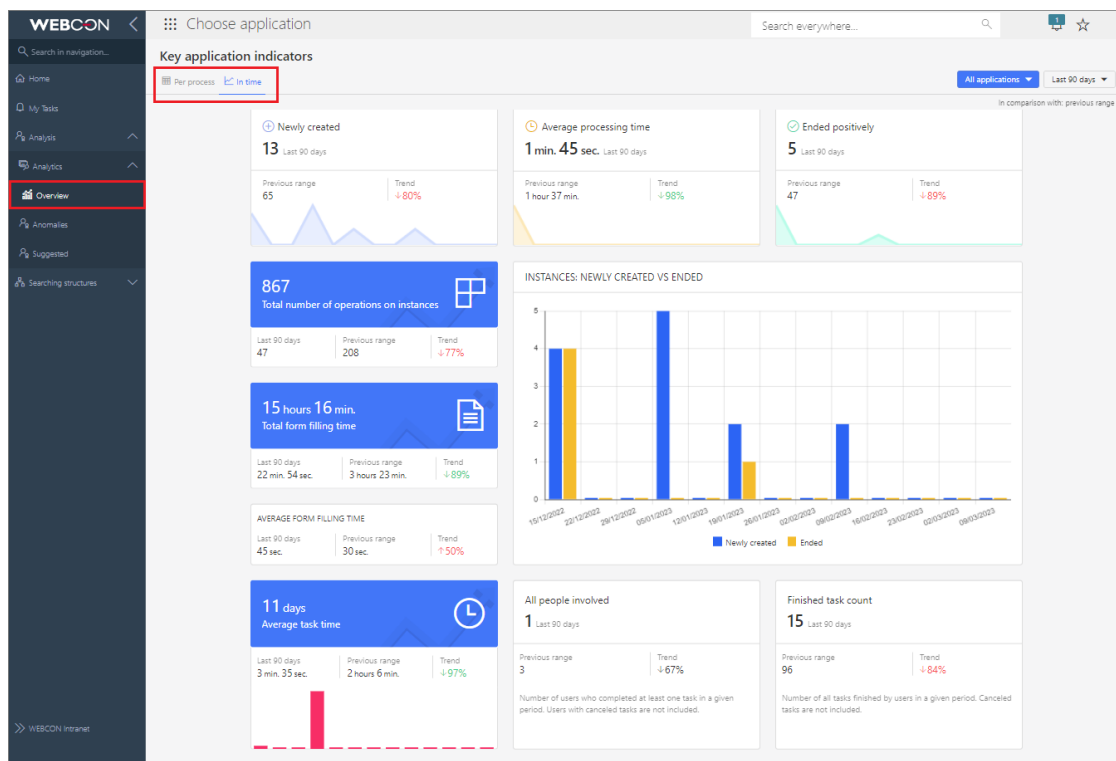 WEBCON
Choose application
Search everywhere...
1
Search in navigation...
Home
My Tasks
Analysis
Analytics
Overview
Anomalies
Suggested
Searching structures
WEBCON Intranet
Key application indicators
Per process
In time
All applications
Last 90 days
In comparison with: previous range
Newly created
13 Last 90 days
Previous range
65
Trend
↓80%
Average processing time
1 min. 45 sec. Last 90 days
Previous range
1 hour 37 min.
Trend
↓98%
Ended positively
5 Last 90 days
Previous range
47
Trend
↓89%
867
Total number of operations on instances
Last 90 days
47
Previous range
208
Trend
↓77%
15 hours 16 min.
Total form filling time
Last 90 days
22 min. 54 sec.
Previous range
3 hours 23 min.
Trend
↓89%
AVERAGE FORM FILLING TIME
Last 90 days
45 sec.
Previous range
30 sec.
Trend
↑50%
INSTANCES: NEWLY CREATED VS ENDED
5
4
3
2
1
0
15/12/2022
22/12/2022
29/12/2022
05/01/2023
12/01/2023
19/01/2023
26/01/2023
02/02/2023
09/02/2023
16/02/2023
23/02/2023
02/03/2023
09/03/2023
Newly created
Ended
11 days
Average task time
Last 90 days
3 min. 35 sec.
Previous range
2 hours 6 min.
Trend
↓97%
All people involved
1 Last 90 days
Previous range
3
Trend
↓67%
Number of users who completed at least one task in a given
period. Users with canceled tasks are not included.
Finished task count
15 Last 90 days
Previous range
96
Trend
↓84%
Number of all tasks finished by users in a given period. Canceled
tasks are not included.